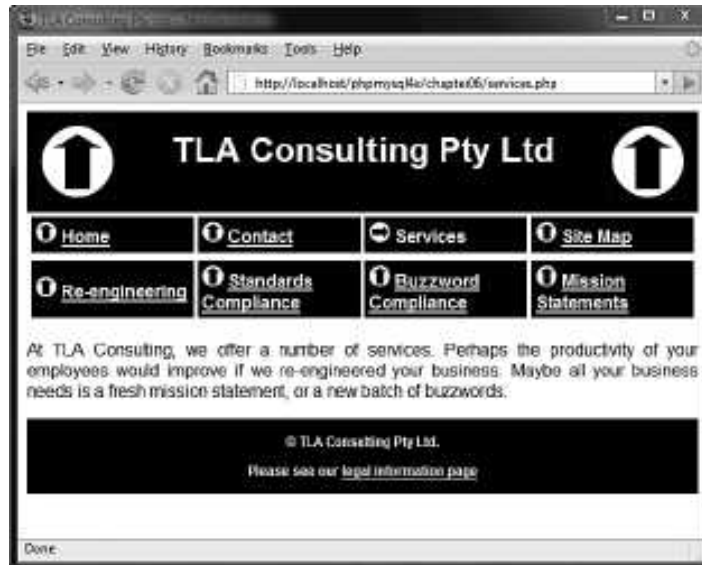 TLA Consulting
File Edit View History Bookmarks Tools Help
http://localhost/phpmysql4e/chapter06/services.php
TLA Consulting Pty Ltd
Home Contact Services Site Map
Re-engineering Standards Compliance Buzzword Compliance Mission Statements
At TLA Consulting, we offer a number of services. Perhaps the productivity of your
employees would improve if we re-engineered your business. Maybe all your business
needs is a fresh mission statement, or a new batch of buzzwords.
© TLA Consulting Pty Ltd.
Please see our legal information page
Done